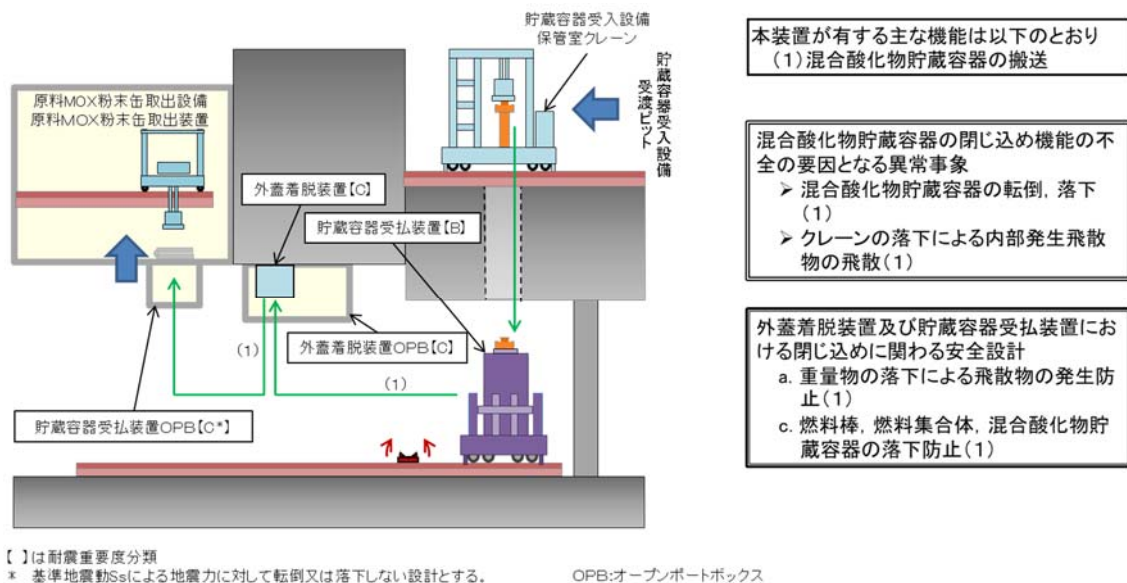 貯蔵容器受入設備
保管室クレーン
貯蔵容器受入設備
受渡ピット
原料MOX粉末缶取出設備
原料MOX粉末缶取出装置
外蓋着脱装置【C】
貯蔵容器受払装置【B】
(1)
外蓋着脱装置OPB【C】
(1)
貯蔵容器受払装置OPB【C*】
本装置が有する主な機能は以下のとおり
(1)混合酸化物貯蔵容器の搬送
混合酸化物貯蔵容器の閉じ込め機能の不
全の要因となる異常事象
➢ 混合酸化物貯蔵容器の転倒，落下
(1)
➢ クレーンの落下による内部発生飛散
物の飛散(1)
外蓋着脱装置及び貯蔵容器受払装置にお
ける閉じ込めに関わる安全設計
a. 重量物の落下による飛散物の発生防
止(1)
c. 燃料棒，燃料集合体，混合酸化物貯
蔵容器の落下防止(1)
【 】は耐震重要度分類
* 基準地震動Ssによる地震力に対して転倒又は落下しない設計とする。
OPB:オープンポートボックス